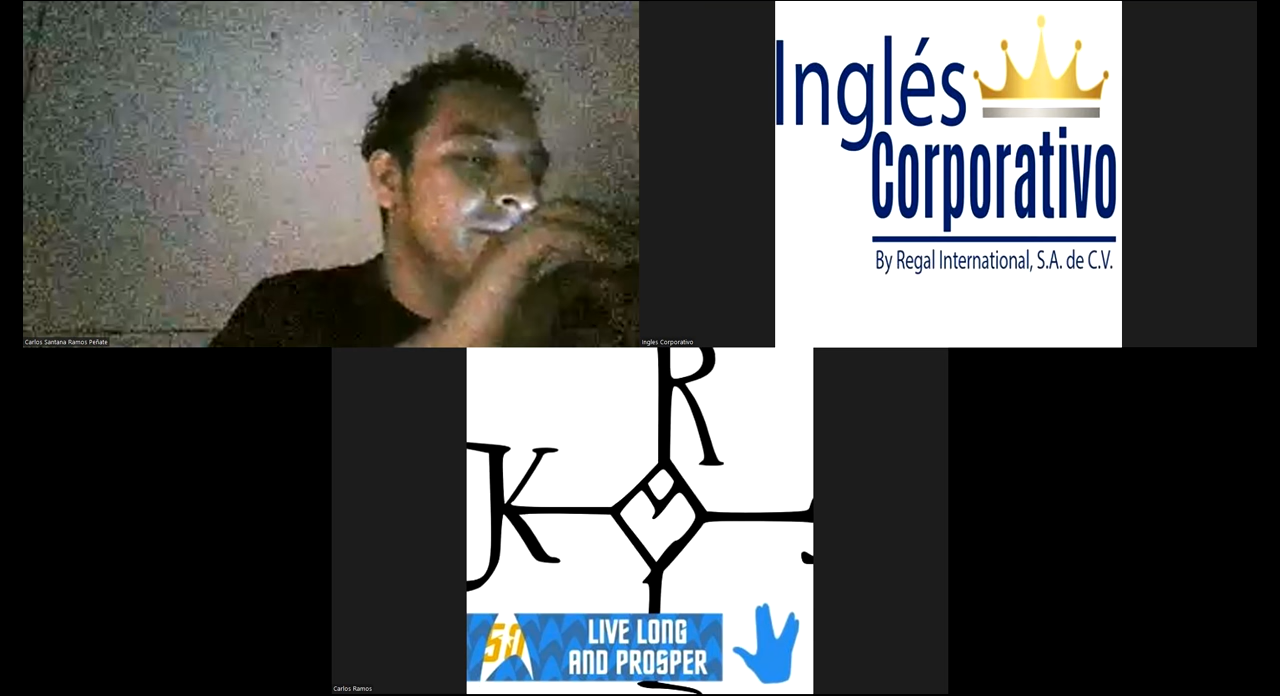 Inglés
Corporativo
By Regal International, S.A. de C.V.
Carlos Santana Ramos Peñate
Ingles Corporativo
R
K
50
LIVE LONG
AND PROSPER
Carlos Ramos